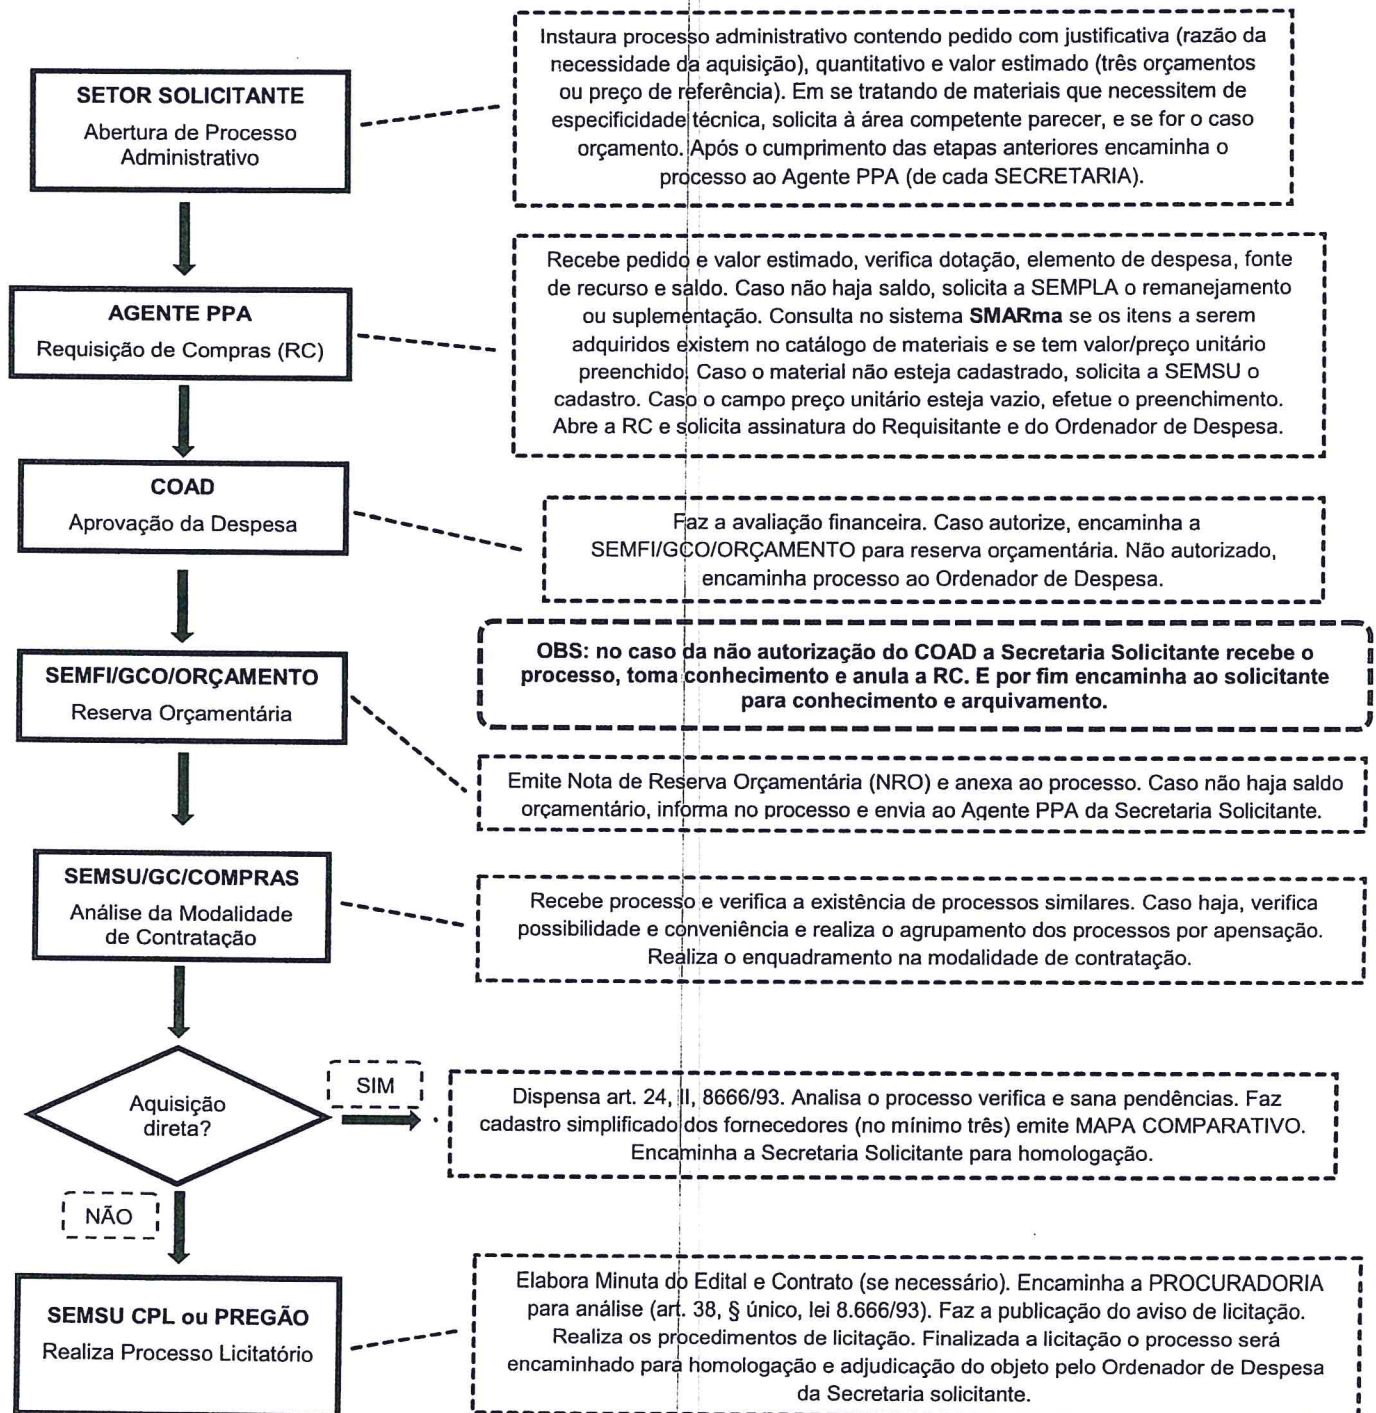 SETOR SOLICITANTE
Abertura de Processo
Administrativo
Instaura processo administrativo contendo pedido com justificativa (razão da
necessidade da aquisição), quantitativo e valor estimado (três orçamentos
ou preço de referência). Em se tratando de materiais que necessitem de
especificidade técnica, solicita à área competente parecer, e se for o caso
orçamento. Após o cumprimento das etapas anteriores encaminha o
processo ao Agente PPA (de cada SECRETARIA).
AGENTE PPA
Requisição de Compras (RC)
Recebe pedido e valor estimado, verifica dotação, elemento de despesa, fonte
de recurso e saldo. Caso não haja saldo, solicita a SEMPLA o remanejamento
ou suplementação. Consulta no sistema SMARma se os itens a serem
adquiridos existem no catálogo de materiais e se tem valor/preço unitário
preenchido. Caso o material não esteja cadastrado, solicita a SEMSU o
cadastro. Caso o campo preço unitário esteja vazio, efetue o preenchimento.
Abre a RC e solicita assinatura do Requisitante e do Ordenador de Despesa.
COAD
Aprovação da Despesa
Faz a avaliação financeira. Caso autorize, encaminha a
SEMFI/GCO/ORÇAMENTO para reserva orçamentária. Não autorizado,
encaminha processo ao Ordenador de Despesa.
OBS: no caso da não autorização do COAD a Secretaria Solicitante recebe o
processo, toma conhecimento e anula a RC. E por fim encaminha ao solicitante
para conhecimento e arquivamento.
SEMFI/GCO/ORÇAMENTO
Reserva Orçamentária
Emite Nota de Reserva Orçamentária (NRO) e anexa ao processo. Caso não haja saldo
orçamentário, informa no processo e envia ao Agente PPA da Secretaria Solicitante.
SEMSU/GC/COMPRAS
Análise da Modalidade
de Contratação
Recebe processo e verifica a existência de processos similares. Caso haja, verifica
possibilidade e conveniência e realiza o agrupamento dos processos por apensação.
Realiza o enquadramento na modalidade de contratação.
Aquisição
direta?
SIM
Dispensa art. 24, II, 8666/93. Analisa o processo verifica e sana pendências. Faz
cadastro simplificado dos fornecedores (no mínimo três) emite MAPA COMPARATIVO.
Encaminha a Secretaria Solicitante para homologação.
NÃO
SEMSU CPL ou PREGÃO
Realiza Processo Licitatório
Elabora Minuta do Edital e Contrato (se necessário). Encaminha a PROCURADORIA
para análise (art. 38, § único, lei 8.666/93). Faz a publicação do aviso de licitação.
Realiza os procedimentos de licitação. Finalizada a licitação o processo será
encaminhado para homologação e adjudicação do objeto pelo Ordenador de Despesa
da Secretaria solicitante.